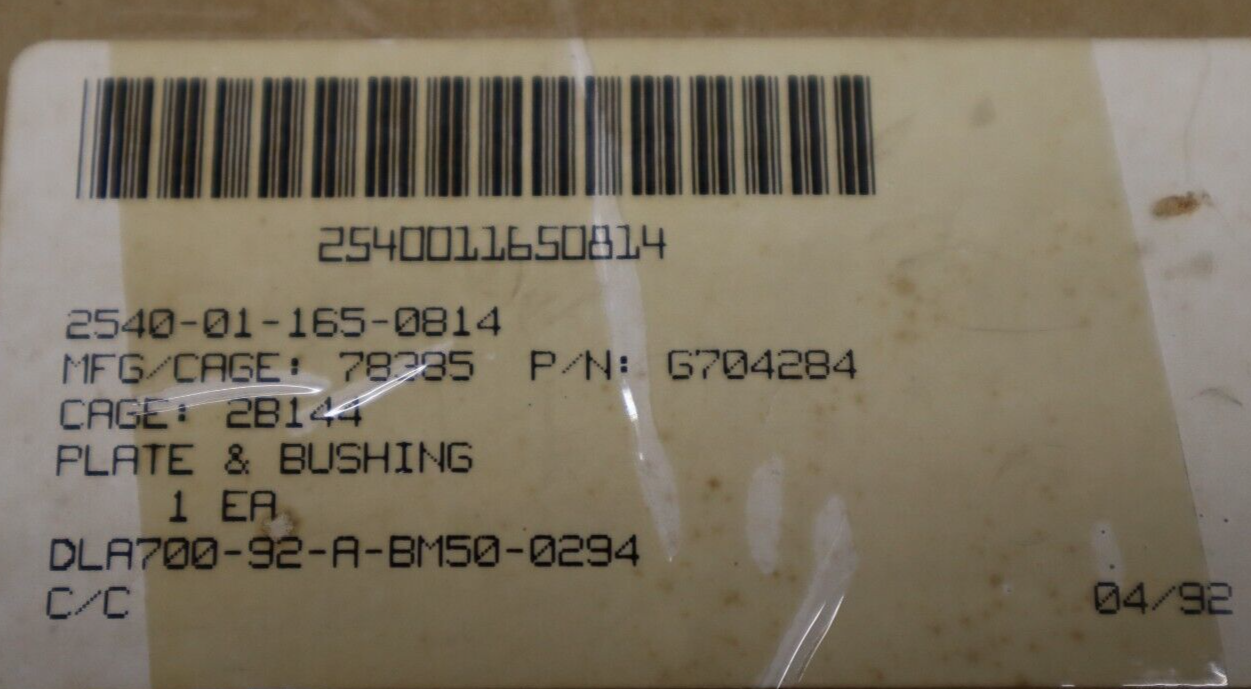 2540011650814
2540-01-165-0814
MFG/CAGE: 78385 P/N: G704284
CAGE: 2B144
PLATE & BUSHING
1 EA
DLA700-92-A-BM50-0294
C/C
04/92